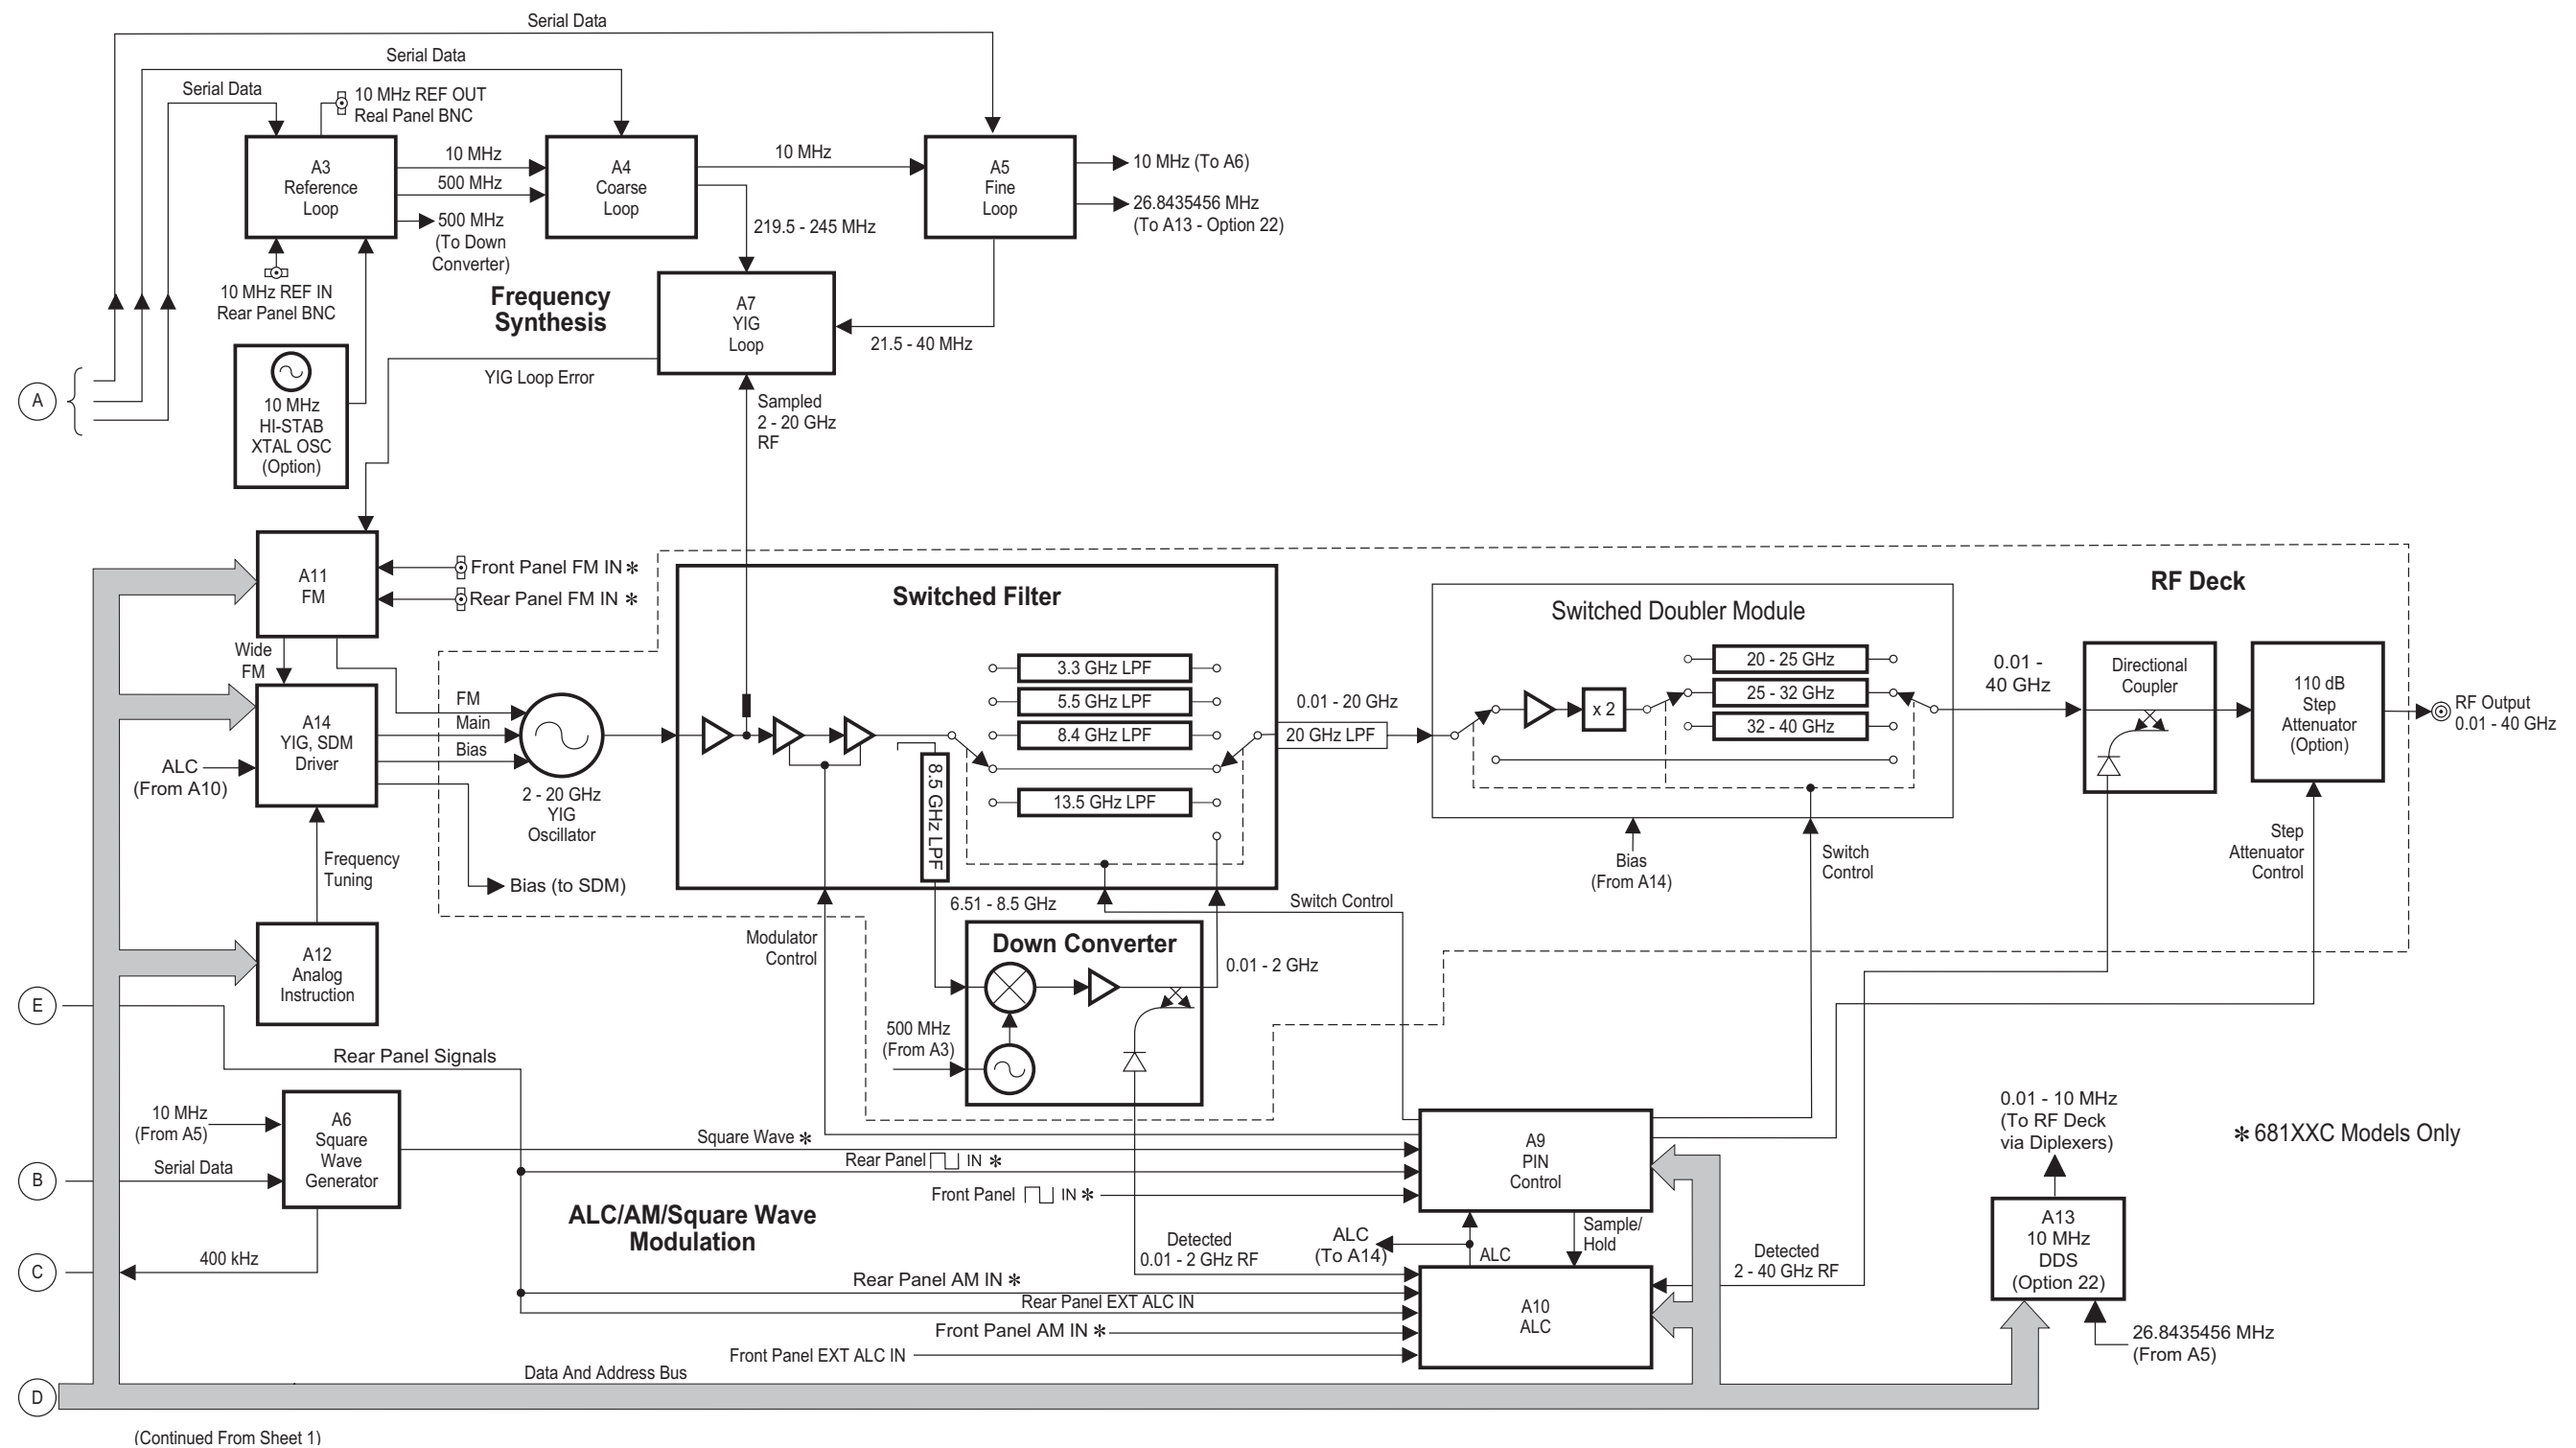 Serial Data
Serial Data
Serial Data
10 MHz REF OUT
Real Panel BNC
A3
Reference
Loop
10 MHz
500 MHz
500 MHz
(To Down
Converter)
A4
Coarse
Loop
10 MHz
219.5 - 245 MHz
A5
Fine
Loop
10 MHz (To A6)
26.8435456 MHz
(To A13 - Option 22)
10 MHz REF IN
Rear Panel BNC
Frequency
Synthesis
A7
YIG
Loop
21.5 - 40 MHz
YIG Loop Error
Sampled
2 - 20 GHz
RF
A
10 MHz
HI-STAB
XTAL OSC
(Option)
A11
FM
Front Panel FM IN *
Rear Panel FM IN *
Wide
FM
A14
YIG, SDM
Driver
ALC
(From A10)
FM
Main
Bias
2 - 20 GHz
YIG
Oscillator
Bias (to SDM)
Frequency
Tuning
A12
Analog
Instruction
Switched Filter
3.3 GHz LPF
5.5 GHz LPF
8.4 GHz LPF
13.5 GHz LPF
8.5 GHz LPF
0.01 - 20 GHz
20 GHz LPF
Switched Doubler Module
x 2
20 - 25 GHz
25 - 32 GHz
32 - 40 GHz
Bias
(From A14)
Switch
Control
RF Deck
0.01 -
40 GHz
Directional
Coupler
110 dB
Step
Attenuator
(Option)
RF Output
0.01 - 40 GHz
Step
Attenuator
Control
6.51 - 8.5 GHz
Switch Control
Modulator
Control
Down Converter
0.01 - 2 GHz
500 MHz
(From A3)
E
Rear Panel Signals
10 MHz
(From A5)
A6
Square
Wave
Generator
B
Serial Data
C
400 kHz
Square Wave *
Rear Panel IN *
Front Panel IN *
ALC/AM/Square Wave
Modulation
A9
PIN
Control
ALC
(To A14)
ALC
Sample/
Hold
Detected
0.01 - 2 GHz RF
Detected
2 - 40 GHz RF
Rear Panel AM IN *
Rear Panel EXT ALC IN
Front Panel AM IN *
Front Panel EXT ALC IN
A10
ALC
0.01 - 10 MHz
(To RF Deck
via Diplexers)
* 681XXC Models Only
A13
10 MHz
DDS
(Option 22)
26.8435456 MHz
(From A5)
Data And Address Bus
D
(Continued From Sheet 1)